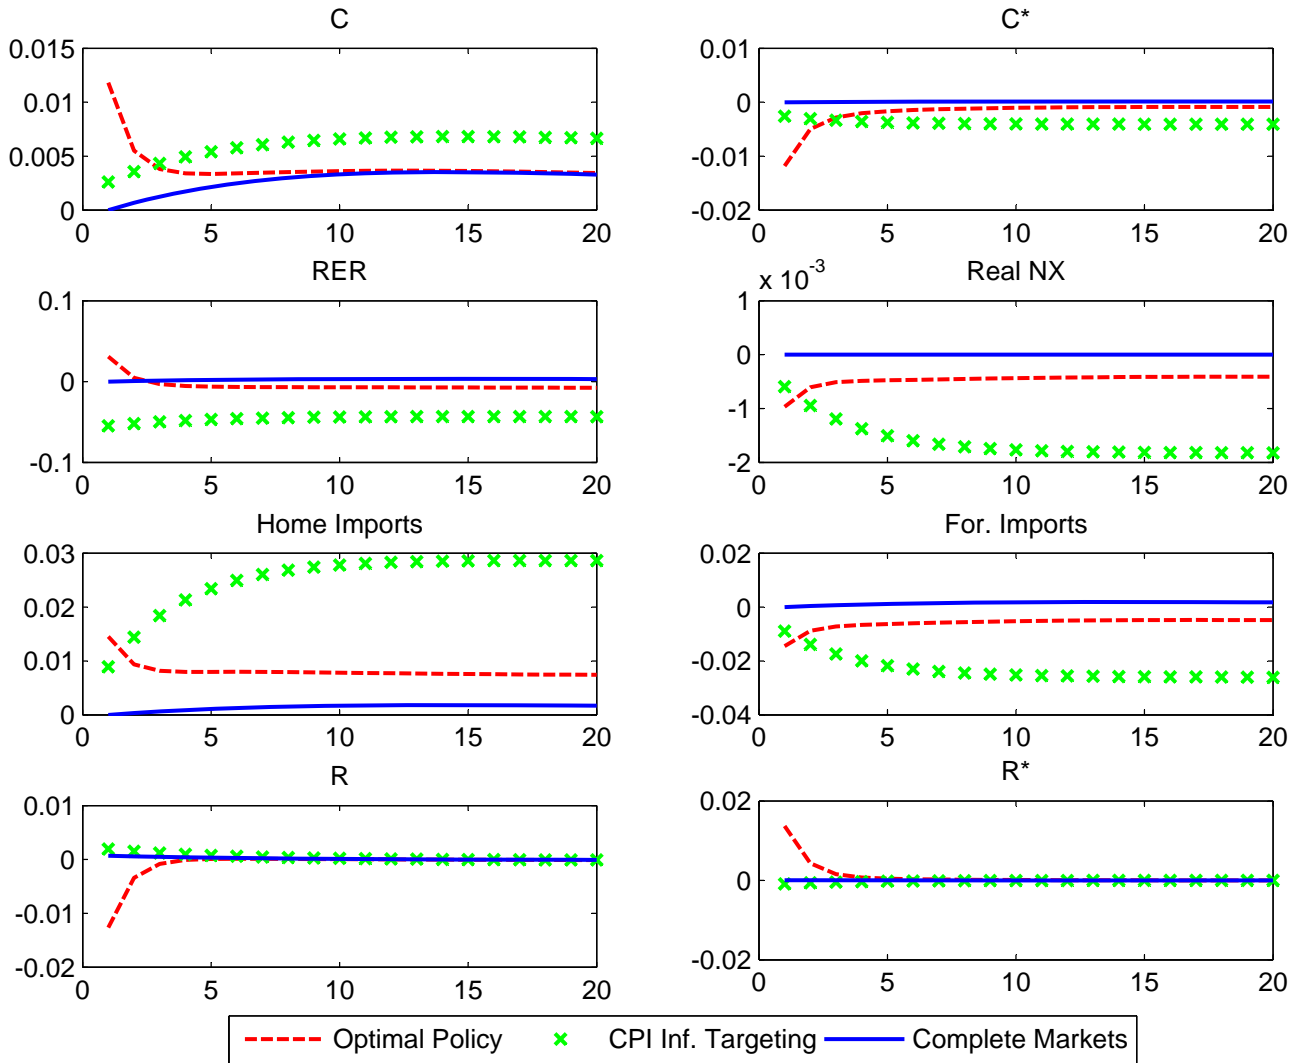 C
0.015
0.01
0.005
0
0 5 10 15 20
C*
0.01
0
-0.01
-0.02
0 5 10 15 20
RER
0.1
0
-0.1
0 5 10 15 20
Real NX
x 10^-3
1
0
-1
-2
0 5 10 15 20
Home Imports
0.03
0.02
0.01
0
0 5 10 15 20
For. Imports
0.02
0
-0.02
-0.04
0 5 10 15 20
R
0.01
0
-0.01
-0.02
0 5 10 15 20
R*
0.02
0
-0.02
0 5 10 15 20
Optimal Policy CPI Inf. Targeting Complete Markets